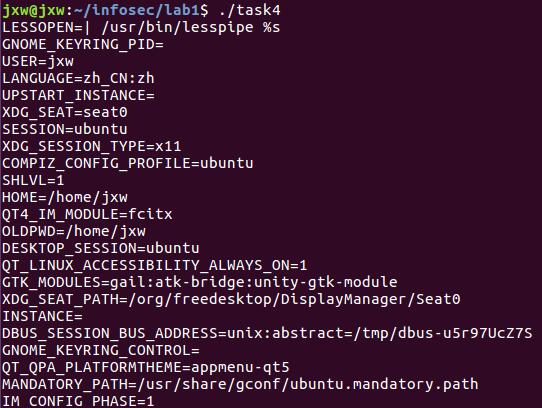 jxw@jxw:~/infosec/lab1$ ./task4
LESSOPEN=| /usr/bin/lesspipe %s
GNOME_KEYRING_PID=
USER=jxw
LANGUAGE=zh_CN:zh
UPSTART_INSTANCE=
XDG_SEAT=seat0
SESSION=ubuntu
XDG_SESSION_TYPE=x11
COMPIZ_CONFIG_PROFILE=ubuntu
SHLVL=1
HOME=/home/jxw
QT4_IM_MODULE=fcitx
OLDPWD=/home/jxw
DESKTOP_SESSION=ubuntu
QT_LINUX_ACCESSIBILITY_ALWAYS_ON=1
GTK_MODULES=gail:atk-bridge:unity-gtk-module
XDG_SEAT_PATH=/org/freedesktop/DisplayManager/Seat0
INSTANCE=
DBUS_SESSION_BUS_ADDRESS=unix:abstract=/tmp/dbus-u5r97UcZ7S
GNOME_KEYRING_CONTROL=
QT_QPA_PLATFORMTHEME=appmenu-qt5
MANDATORY_PATH=/usr/share/gconf/ubuntu.mandatory.path
IM_CONFIG_PHASE=1